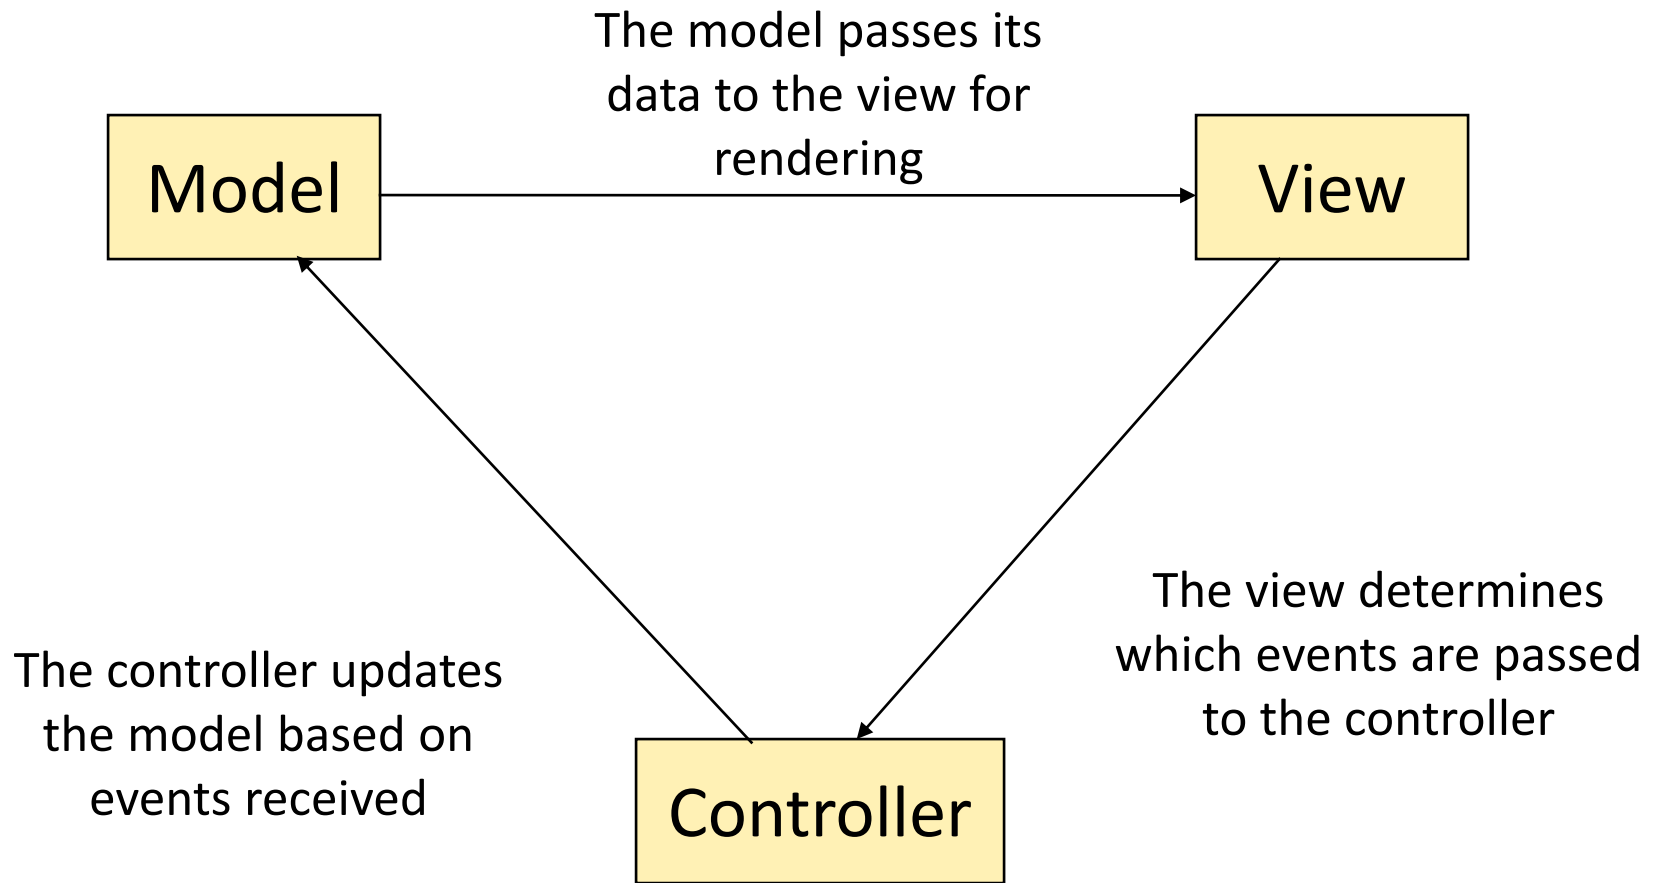 The model passes its
data to the view for
rendering
Model
View
The view determines
which events are passed
to the controller
The controller updates
the model based on
events received
Controller